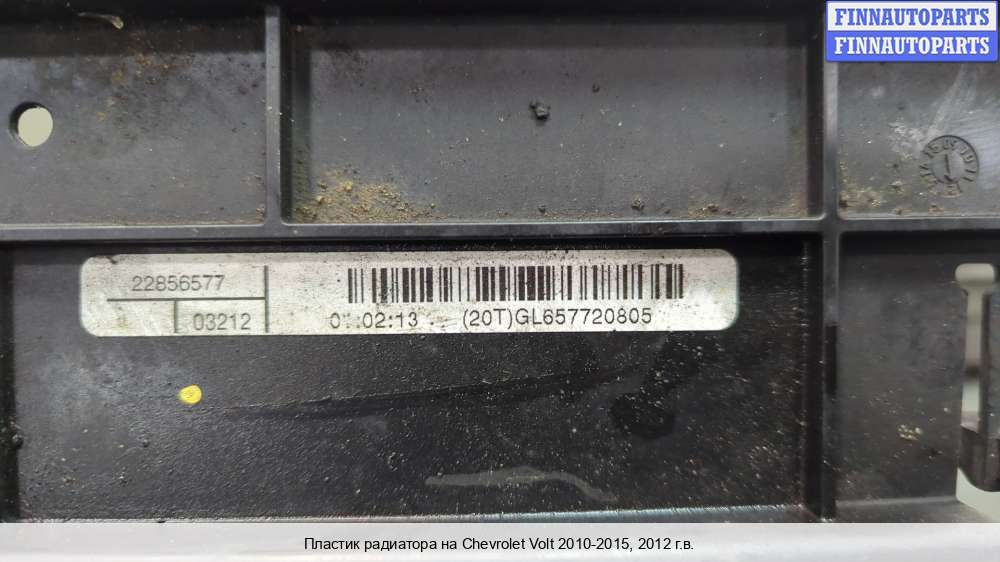 FINNAUTOPARTS
FINNAUTOPARTS
22856577
03212
02:13 (20T)GL657720805
Пластик радиатора на Chevrolet Volt 2010-2015, 2012 г.в.